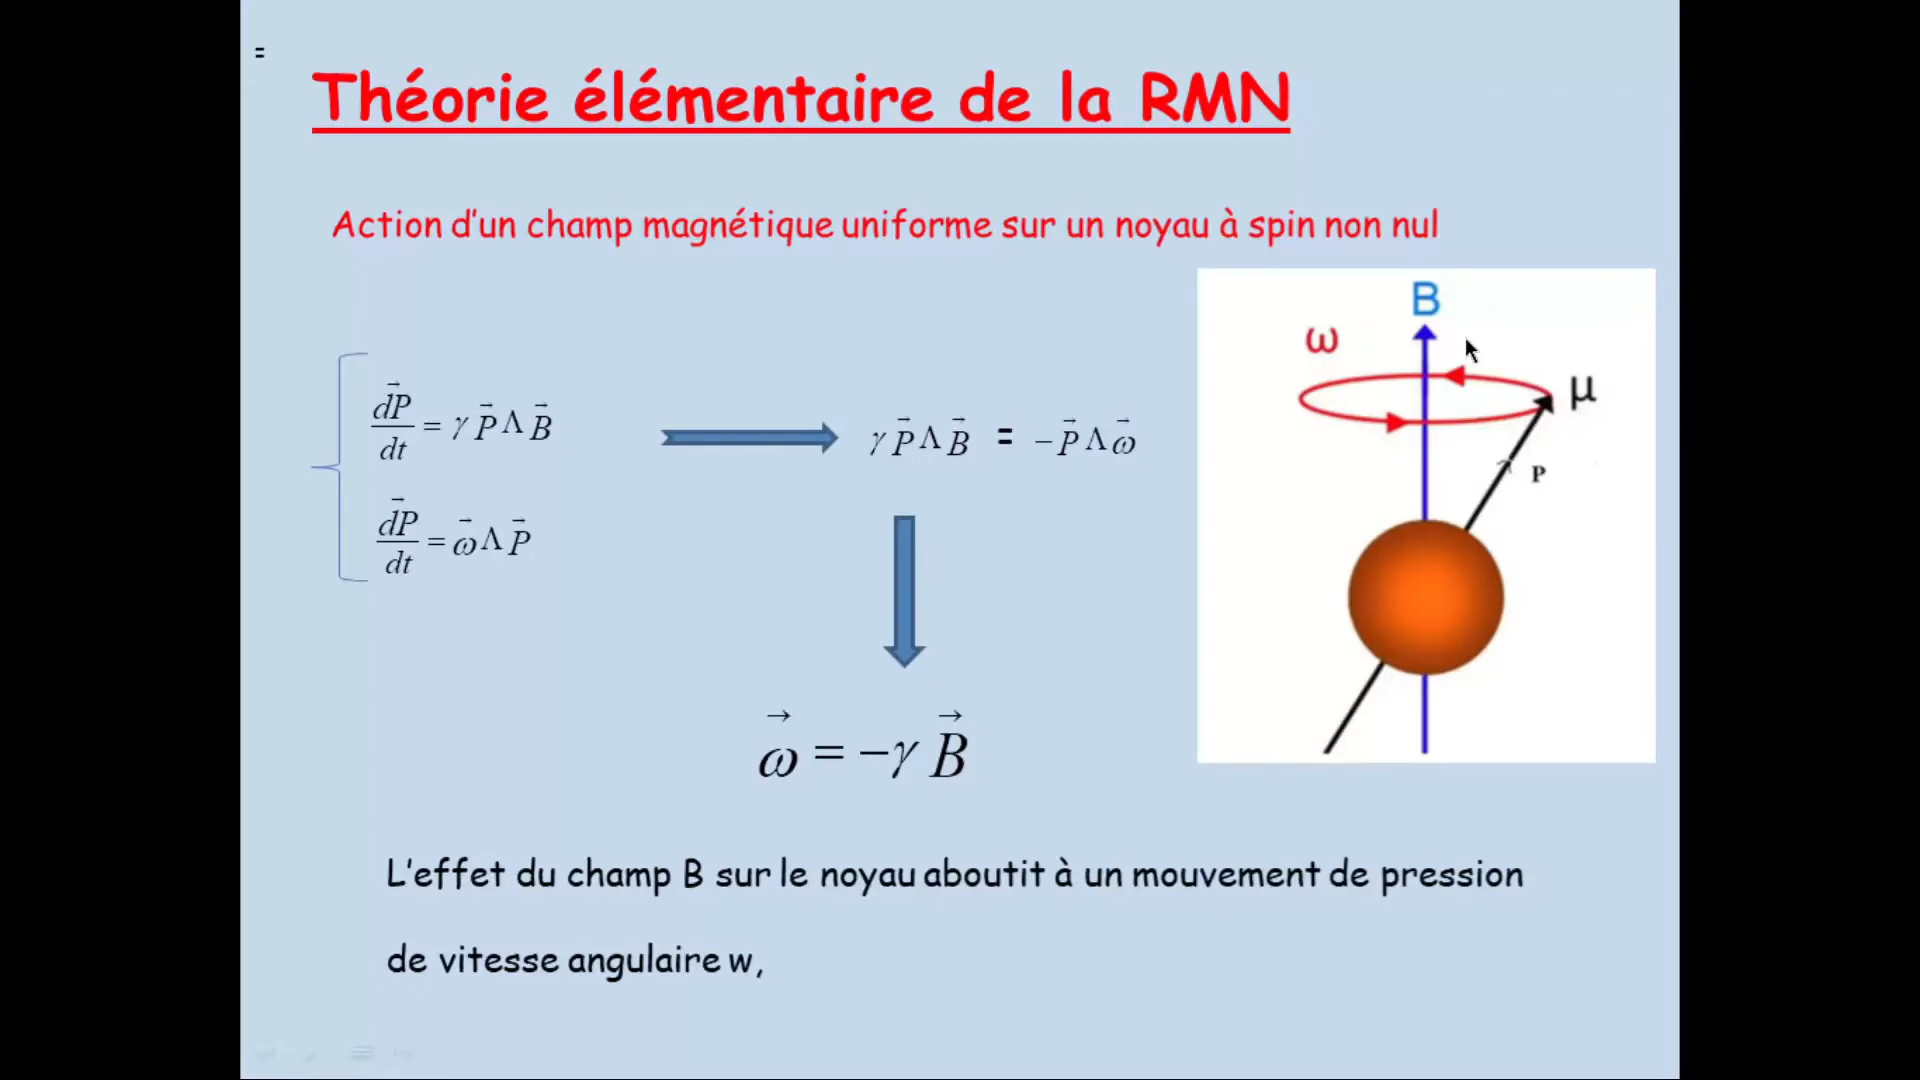 =
Théorie élémentaire de la RMN
Action d'un champ magnétique uniforme sur un noyau à spin non nul
B
ω
μ
P
dP⃗/dt = γ P⃗ Λ B⃗
γ P⃗ Λ B⃗ = − P⃗ Λ ω⃗
dP⃗/dt = ω⃗ Λ P⃗
ω⃗ = −γ B⃗
L'effet du champ B sur le noyau aboutit à un mouvement de pression
de vitesse angulaire w,